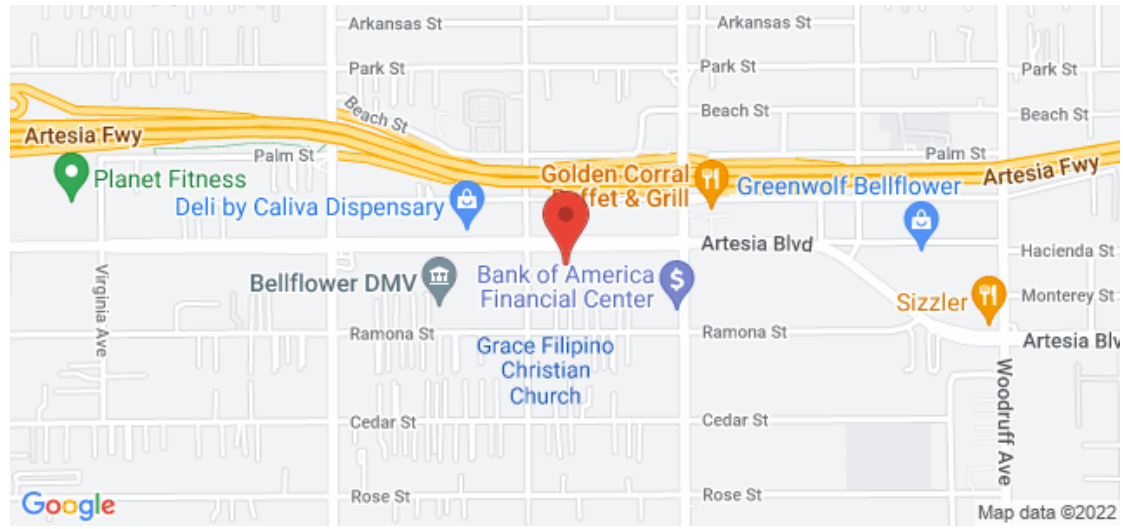 Arkansas St
Arkansas St
Park St
Park St
Park St
Beach St
Beach St
Beach St
Artesia Fwy
Palm St
Palm St
Artesia Fwy
Planet Fitness
Golden Corral
Buffet & Grill
Greenwolf Bellflower
Deli by Caliva Dispensary
Artesia Blvd
Hacienda St
Virginia Ave
Bellflower DMV
Bank of America
Financial Center
Sizzler
Monterey St
Ramona St
Ramona St
Artesia Blv
Grace Filipino
Christian
Church
Woodruff Ave
Cedar St
Cedar St
Rose St
Rose St
Google
Map data ©2022